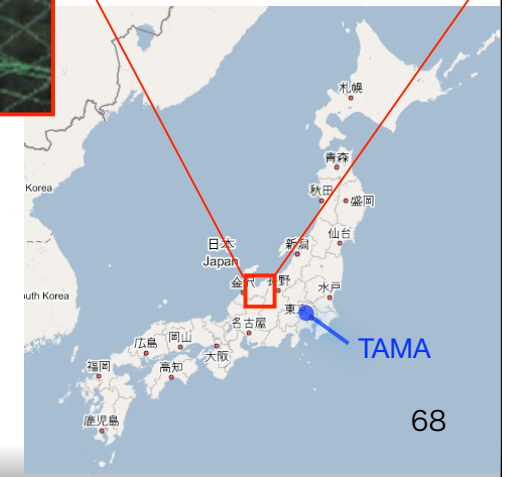 札幌
青森
秋田
盛岡
仙台
Korea
日本
Japan
新潟
金沢
長野
水戸
uth Korea
東京
名古屋
TAMA
広島
岡山
大阪
福岡
高知
鹿児島
68